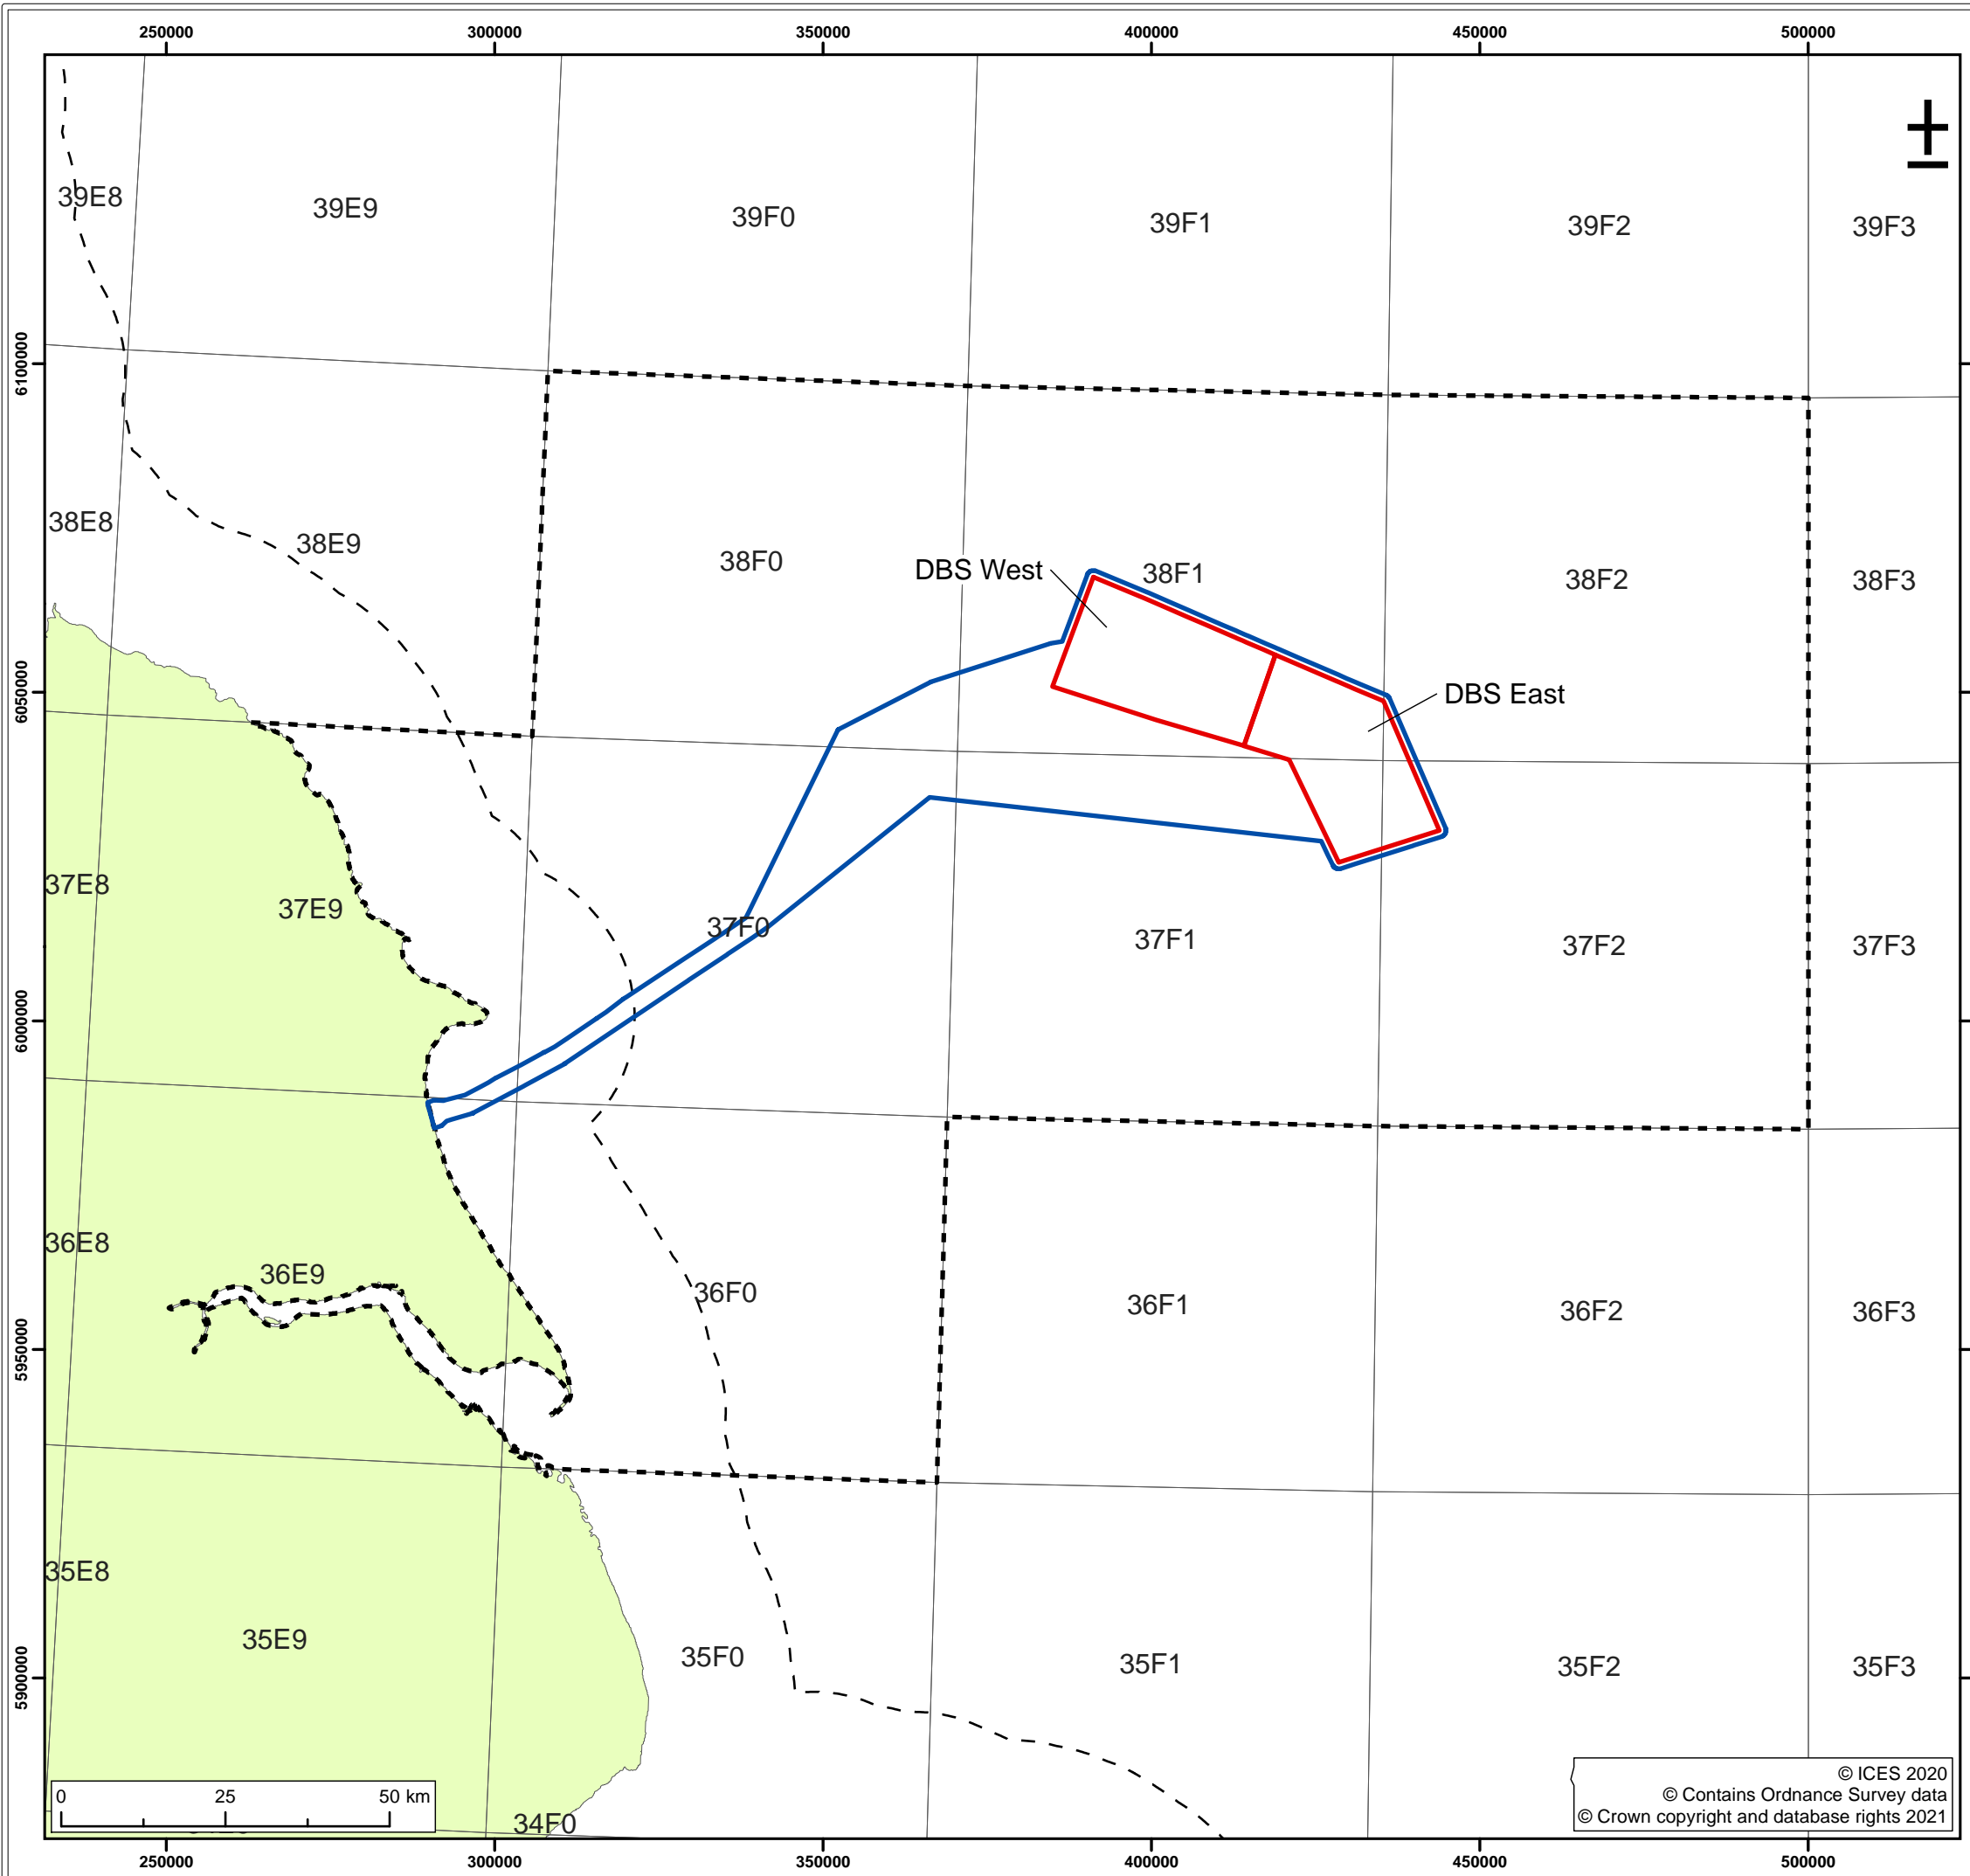 250000 300000 350000 400000 450000 500000
39E8 39E9 39F0 39F1 39F2 39F3
6100000
38E8 38E9 38F0 38F1 38F2 38F3
DBS West
DBS East
6050000
37E8 37E9 37F0 37F1 37F2 37F3
6000000
36E8 36E9 36F0 36F1 36F2 36F3
5950000
35E8 35E9 35F0 35F1 35F2 35F3
5900000
0 25 50 km
34F0
© ICES 2020
© Contains Ordnance Survey data
© Crown copyright and database rights 2021
250000 300000 350000 400000 450000 500000